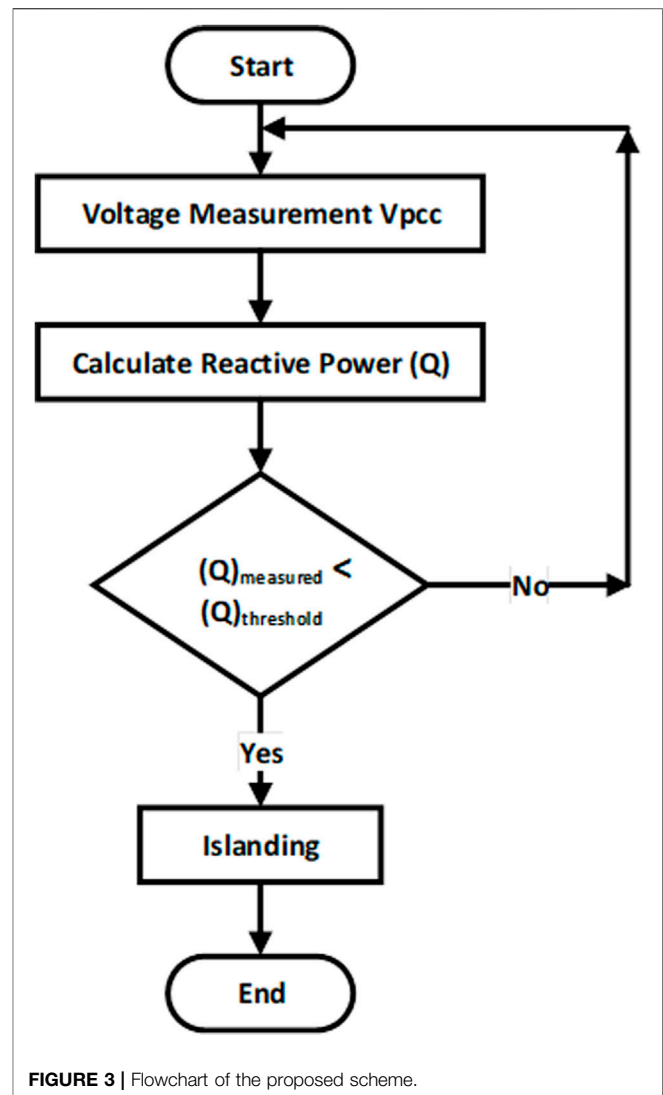 Start
Voltage Measurement Vpcc
Calculate Reactive Power (Q)
(Q)measured <
(Q)threshold
No
Yes
Islanding
End
FIGURE 3 | Flowchart of the proposed scheme.